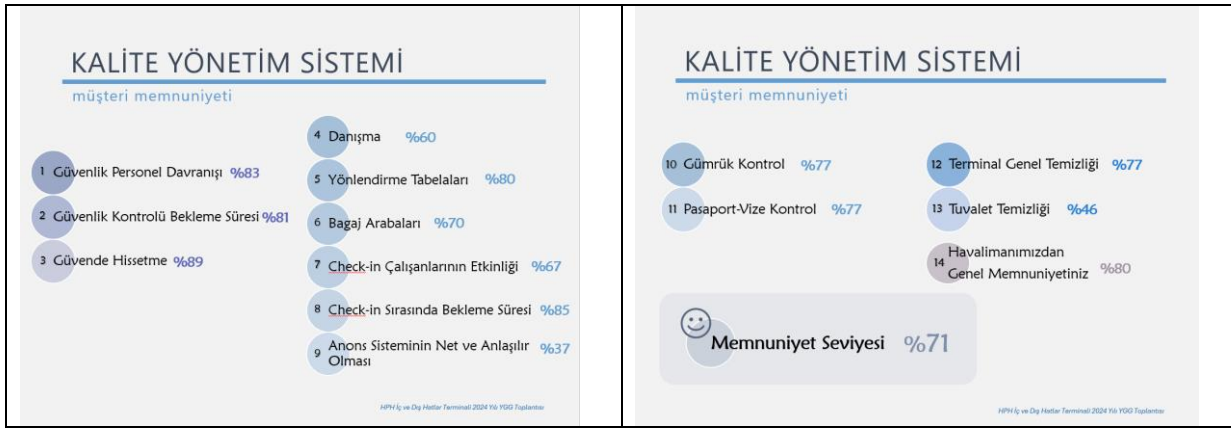 KALİTE YÖNETİM SİSTEMİ
müşteri memnuniyeti
1 Güvenlik Personel Davranışı %83
2 Güvenlik Kontrolü Bekleme Süresi %81
3 Güvende Hissetme %89
4 Danışma %60
5 Yönlendirme Tabelaları %80
6 Bagaj Arabaları %70
7 Check-in Çalışanlarının Etkinliği %67
8 Check-in Sırasında Bekleme Süresi %85
9 Anons Sisteminin Net ve Anlaşılır %37
Olması
HPH İç ve Dış Hatlar Terminali 2024 Yılı YGG Toplantısı
KALİTE YÖNETİM SİSTEMİ
müşteri memnuniyeti
10 Gümrük Kontrol %77
11 Pasaport-Vize Kontrol %77
12 Terminal Genel Temizliği %77
13 Tuvalet Temizliği %46
14 Havalimanımızdan
Genel Memnuniyetiniz %80
Memnuniyet Seviyesi %71
HPH İç ve Dış Hatlar Terminali 2024 Yılı YGG Toplantısı